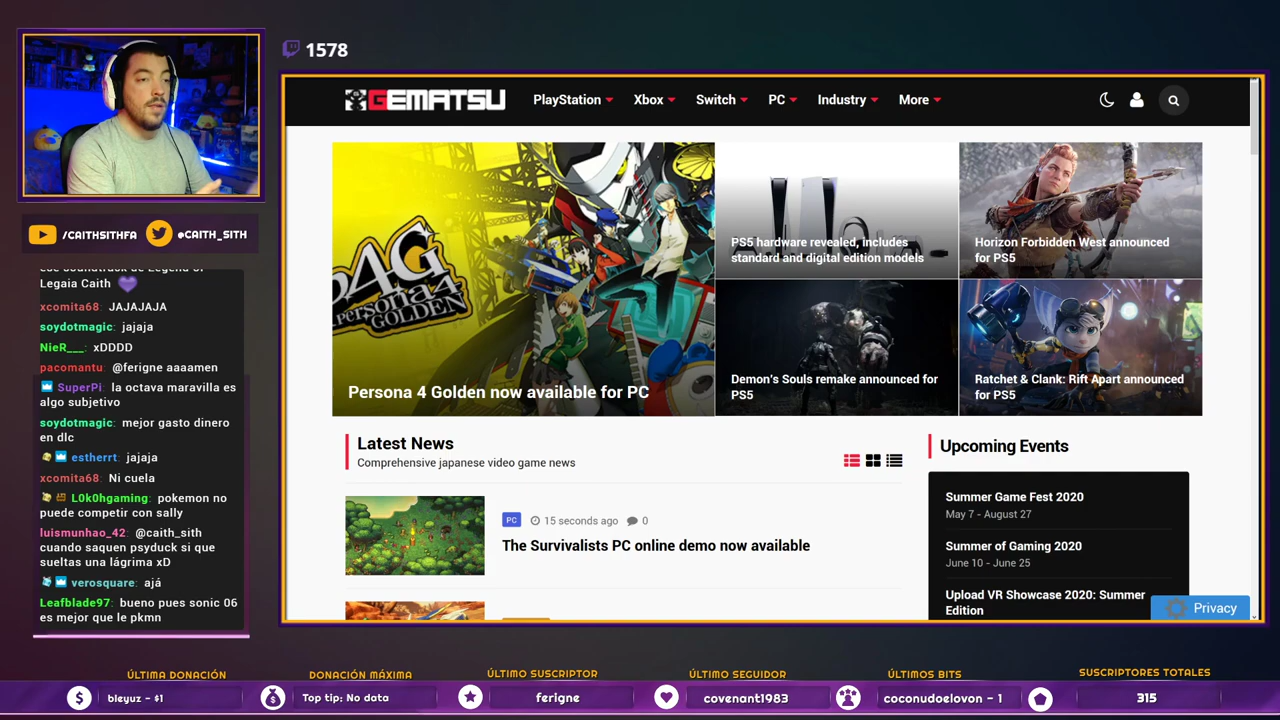 1578
/CAITHSITHFA
@CAITH_SITH
ese soundtrack de Legend of
Legaia Caith
xcomita68: JAJAJAJA
soydotmagic: jajaja
NieR___: xDDDD
pacomantu: @ferigne aaaamen
SuperPi: la octava maravilla es
algo subjetivo
soydotmagic: mejor gasto dinero
en dlc
estherrt: jajaja
xcomita68: Ni cuela
L0k0hgaming: pokemon no
puede competir con sally
luismunhao_42: @caith_sith
cuando saquen psyduck si que
sueltas una lágrima xD
verosquare: ajá
Leafblade97: bueno pues sonic 06
es mejor que le pkmn
GEMATSU
PlayStation
Xbox
Switch
PC
Industry
More
P4G
Persona 4
GOLDEN
Persona 4 Golden now available for PC
PS5 hardware revealed, includes
standard and digital edition models
Horizon Forbidden West announced
for PS5
Demon's Souls remake announced for
PS5
Ratchet & Clank: Rift Apart announced
for PS5
Latest News
Comprehensive japanese video game news
PC
15 seconds ago
0
The Survivalists PC online demo now available
Upcoming Events
Summer Game Fest 2020
May 7 - August 27
Summer of Gaming 2020
June 10 - June 25
Upload VR Showcase 2020: Summer
Edition
Privacy
ÚLTIMA DONACIÓN
bleyuz - $1
DONACIÓN MÁXIMA
Top tip: No data
ÚLTIMO SUSCRIPTOR
ferigne
ÚLTIMO SEGUIDOR
covenant1983
ÚLTIMOS BITS
coconudoelovon - 1
SUSCRIPTORES TOTALES
315